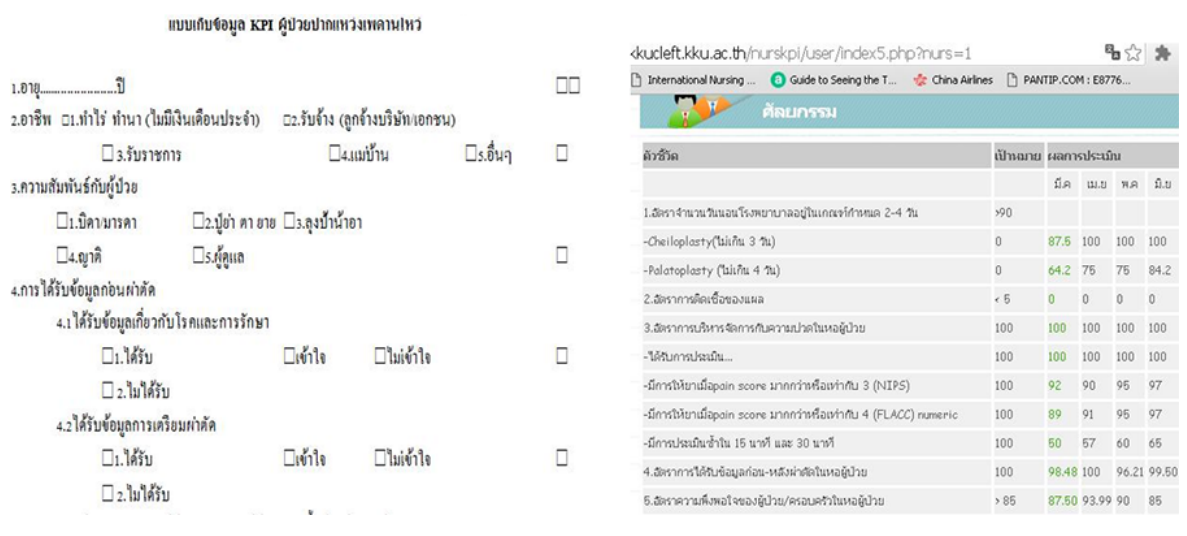 แบบเก็บข้อมูล KPI ผู้ป่วยปากแหว่งเพดานโหว่
1.อายุ........................ปี
2.อาชีพ □1.ทำไร่ ทำนา (ไม่มีเงินเดือนประจำ) □2.รับจ้าง (ลูกจ้างบริษัท/เอกชน)
□ 3.รับราชการ □4.แม่บ้าน □5.อื่นๆ □
3.ความสัมพันธ์กับผู้ป่วย
□1.บิดา/มารดา □2.ปู่ย่า ตา ยาย □3.ลุงป้าน้าอา
□4.ญาติ □5.ผู้ดูแล □
4.การได้รับข้อมูลก่อนผ่าตัด
4.1 ได้รับข้อมูลเกี่ยวกับโรคและการรักษา
□1.ได้รับ □เข้าใจ □ไม่เข้าใจ □
□ 2.ไม่ได้รับ
4.2 ได้รับข้อมูลการเตรียมผ่าตัด
□1.ได้รับ □เข้าใจ □ไม่เข้าใจ □
□ 2.ไม่ได้รับ
kkucleft.kku.ac.th/nurskpi/user/index5.php?nurs=1
International Nursing ... Guide to Seeing the T... China Airlines PANTIP.COM : E8776...
ศัลยกรรม
ตัวชี้วัด เป้าหมาย ผลการประเมิน
มี.ค เม.ย พ.ค มิ.ย
1.อัตราจำนวนวันนอนโรงพยาบาลอยู่ในเกณฑ์กำหนด 2-4 วัน >90
-Cheiloplasty(ไม่เกิน 3 วัน) 0 87.5 100 100 100
-Palatoplasty (ไม่เกิน 4 วัน) 0 64.2 75 75 84.2
2.อัตราการติดเชื้อของแผล < 5 0 0 0 0
3.อัตราการบริหารจัดการกับความปวดในหอผู้ป่วย 100 100 100 100 100
-ได้รับการประเมิน... 100 100 100 100 100
-มีการให้ยาเมื่อpain score มากกว่าหรือเท่ากับ 3 (NIPS) 100 92 90 95 97
-มีการให้ยาเมื่อpain score มากกว่าหรือเท่ากับ 4 (FLACC) numeric 100 89 91 95 97
-มีการประเมินซ้ำใน 15 นาที และ 30 นาที 100 50 57 60 65
4.อัตราการได้รับข้อมูลก่อน-หลังผ่าตัดในหอผู้ป่วย 100 98.48 100 96.21 99.50
5.อัตราความพึงพอใจของผู้ป่วย/ครอบครัวในหอผู้ป่วย > 85 87.50 93.99 90 85